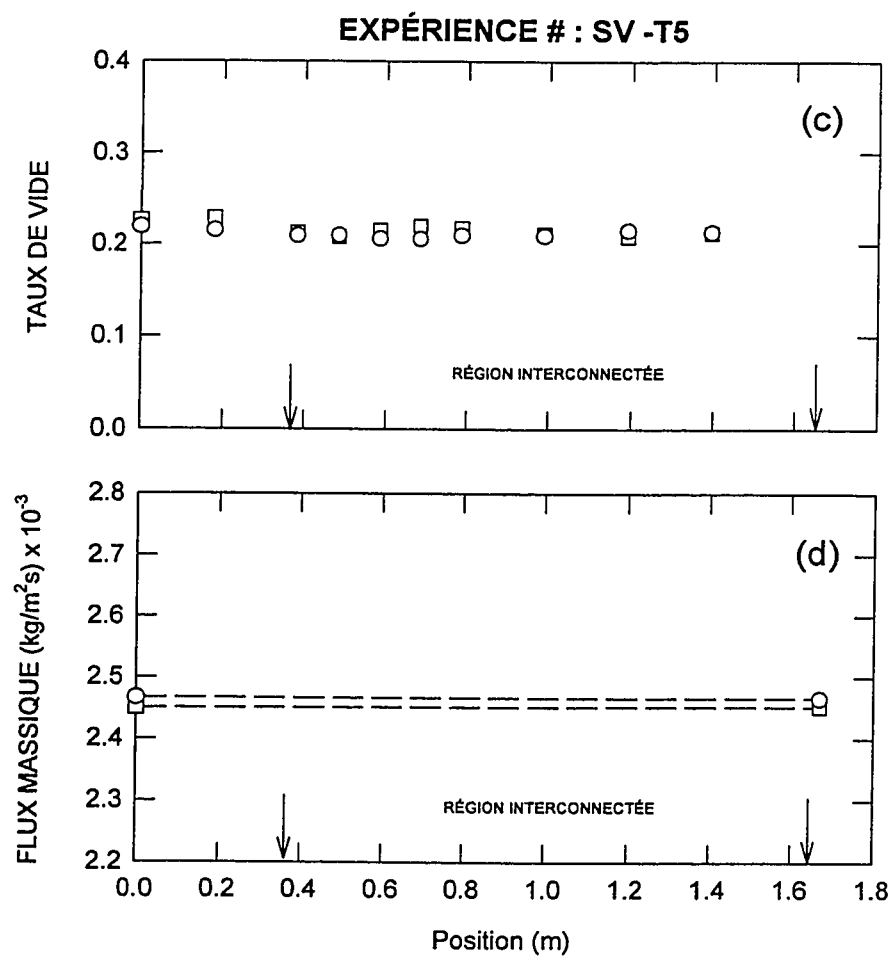 EXPÉRIENCE # : SV -T5
(c)
TAUX DE VIDE
0.4
0.3
0.2
0.1
0.0
RÉGION INTERCONNECTÉE
(d)
FLUX MASSIQUE (kg/m²s) x 10⁻³
2.8
2.7
2.6
2.5
2.4
2.3
2.2
RÉGION INTERCONNECTÉE
0.0 0.2 0.4 0.6 0.8 1.0 1.2 1.4 1.6 1.8
Position (m)